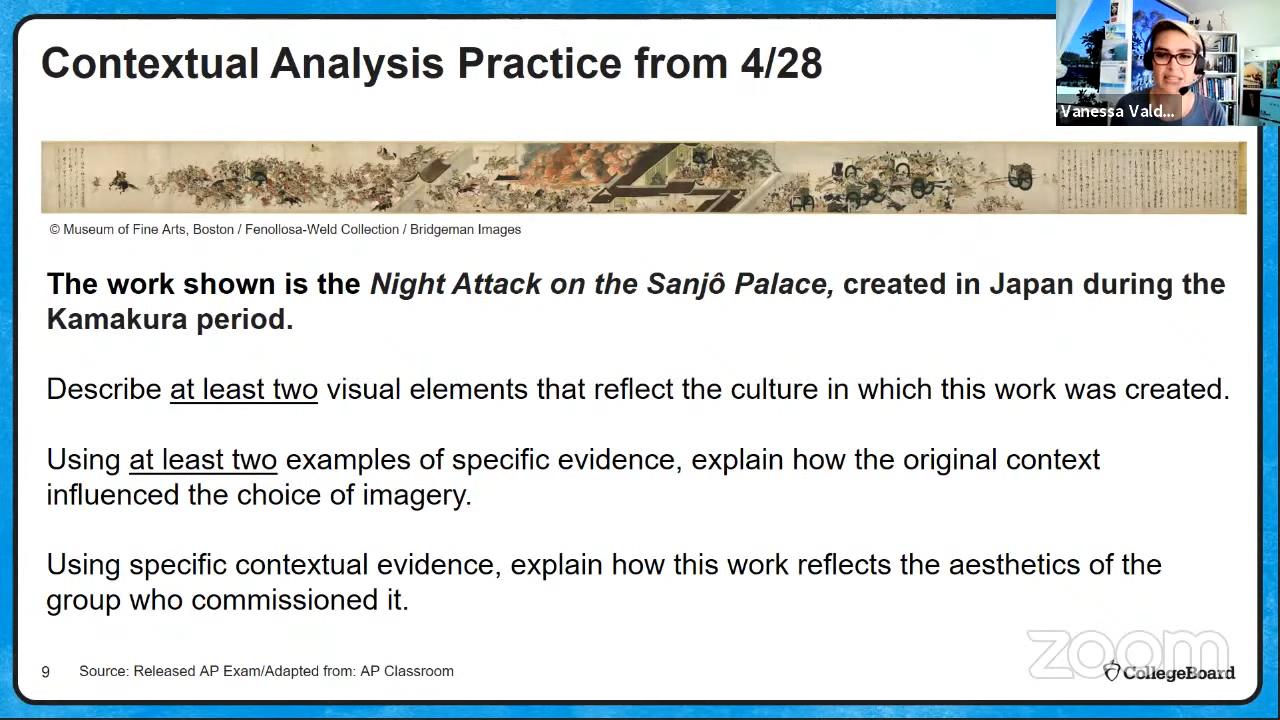 Contextual Analysis Practice from 4/28
Vanessa Vald...
© Museum of Fine Arts, Boston / Fenollosa-Weld Collection / Bridgeman Images
The work shown is the Night Attack on the Sanjô Palace, created in Japan during the
Kamakura period.
Describe at least two visual elements that reflect the culture in which this work was created.
Using at least two examples of specific evidence, explain how the original context
influenced the choice of imagery.
Using specific contextual evidence, explain how this work reflects the aesthetics of the
group who commissioned it.
zoom
9 Source: Released AP Exam/Adapted from: AP Classroom
CollegeBoard